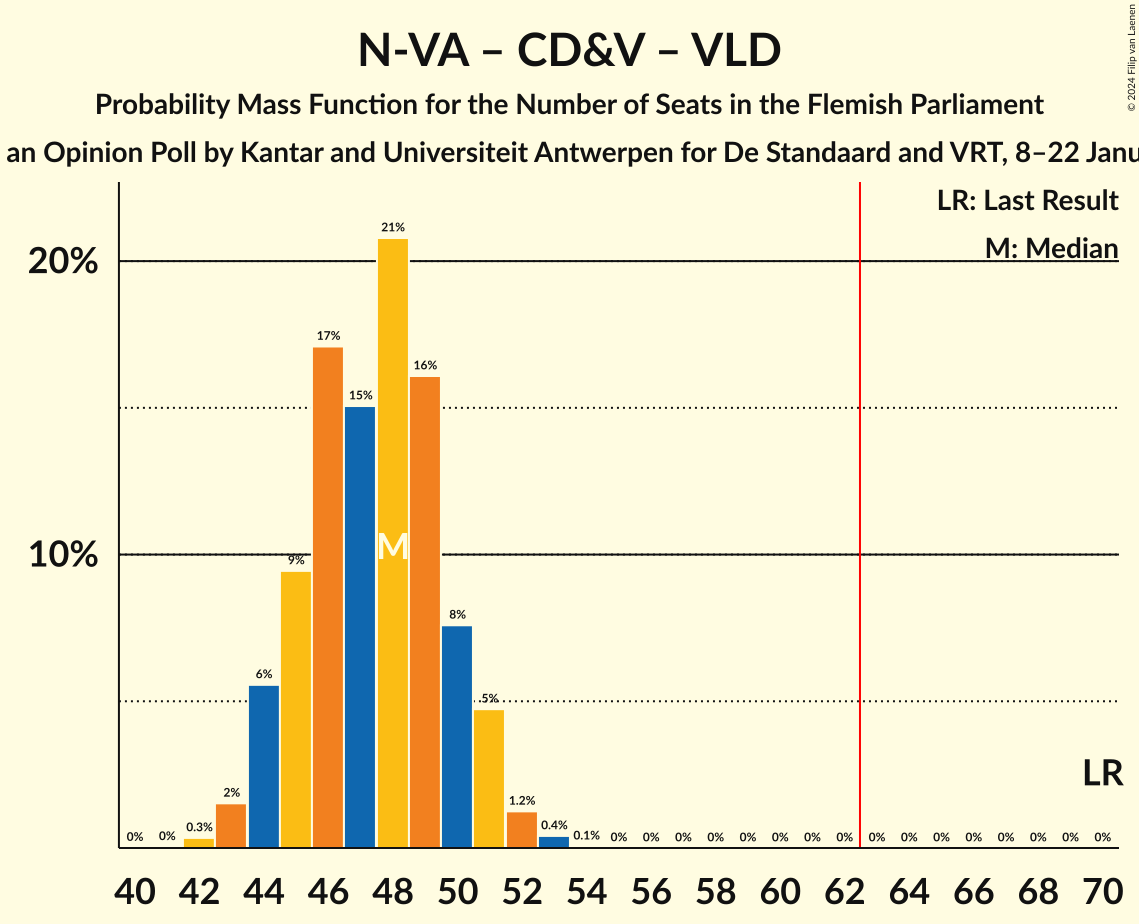 N-VA – CD&V – VLD
Probability Mass Function for the Number of Seats in the Flemish Parliament
an Opinion Poll by Kantar and Universiteit Antwerpen for De Standaard and VRT, 8–22 Janu
© 2024 Filip van Laenen
LR: Last Result
M: Median
20%
10%
0% 0% 0.3% 2% 6% 9% 17% 15% 21% 16% 8% 5% 1.2% 0.4% 0.1% 0% 0% 0% 0% 0% 0% 0% 0% 0% 0% 0% 0% 0% 0% 0% 0%
M
LR
40 42 44 46 48 50 52 54 56 58 60 62 64 66 68 70